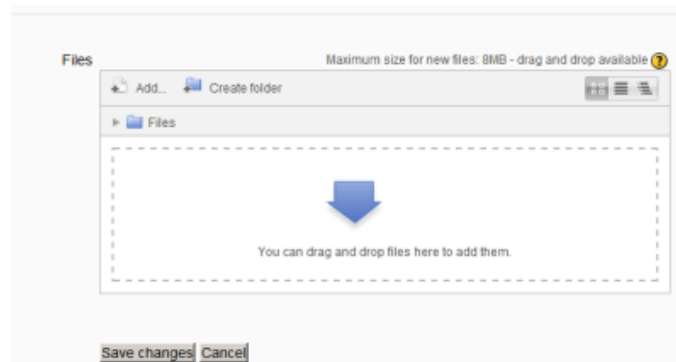 Files Maximum size for new files: 8MB - drag and drop available ?
Add... Create folder
Files
You can drag and drop files here to add them.
Save changes Cancel